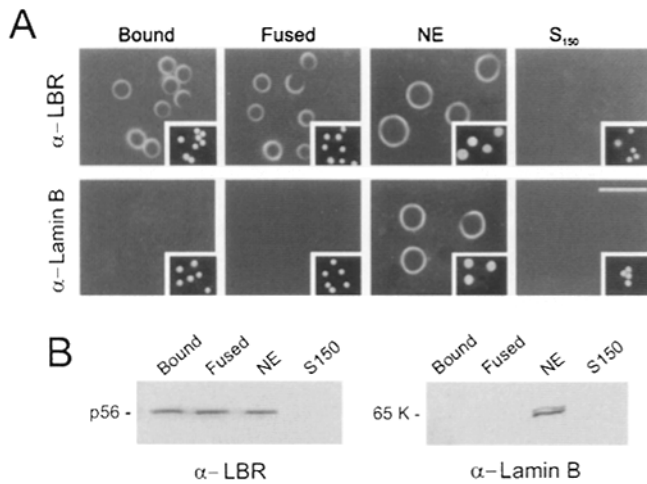 A
Bound Fused NE S₁₅₀
α- LBR
α-Lamin B
B
Bound Fused NE S150
p56 -
α-LBR
Bound Fused NE S150
65 K -
α-Lamin B